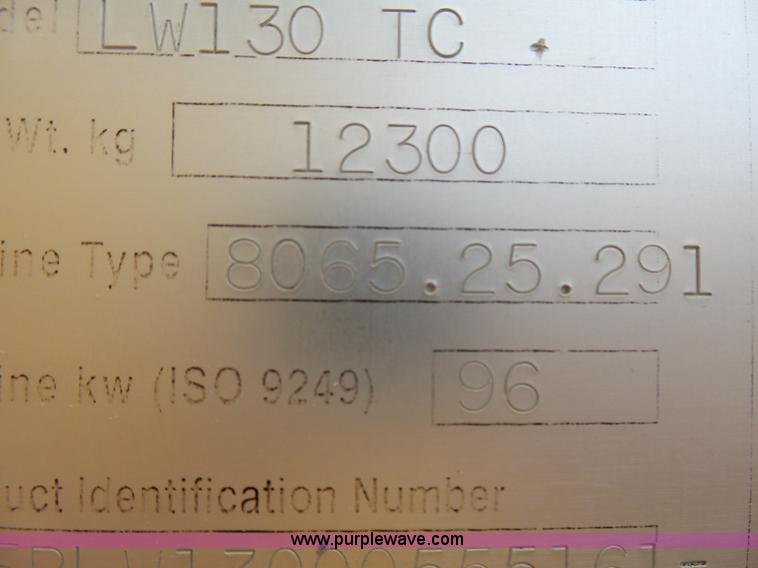 del LW130 TC .
Wt. kg 12300
ine Type 8065.25.291
ine kw (ISO 9249) 96
uct Identification Number
www.purplewave.com